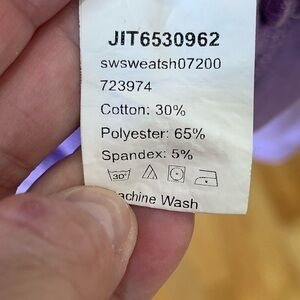 JIT6530962
swsweatsh07200
723974
Cotton: 30%
Polyester: 65%
Spandex: 5%
30°
achine Wash